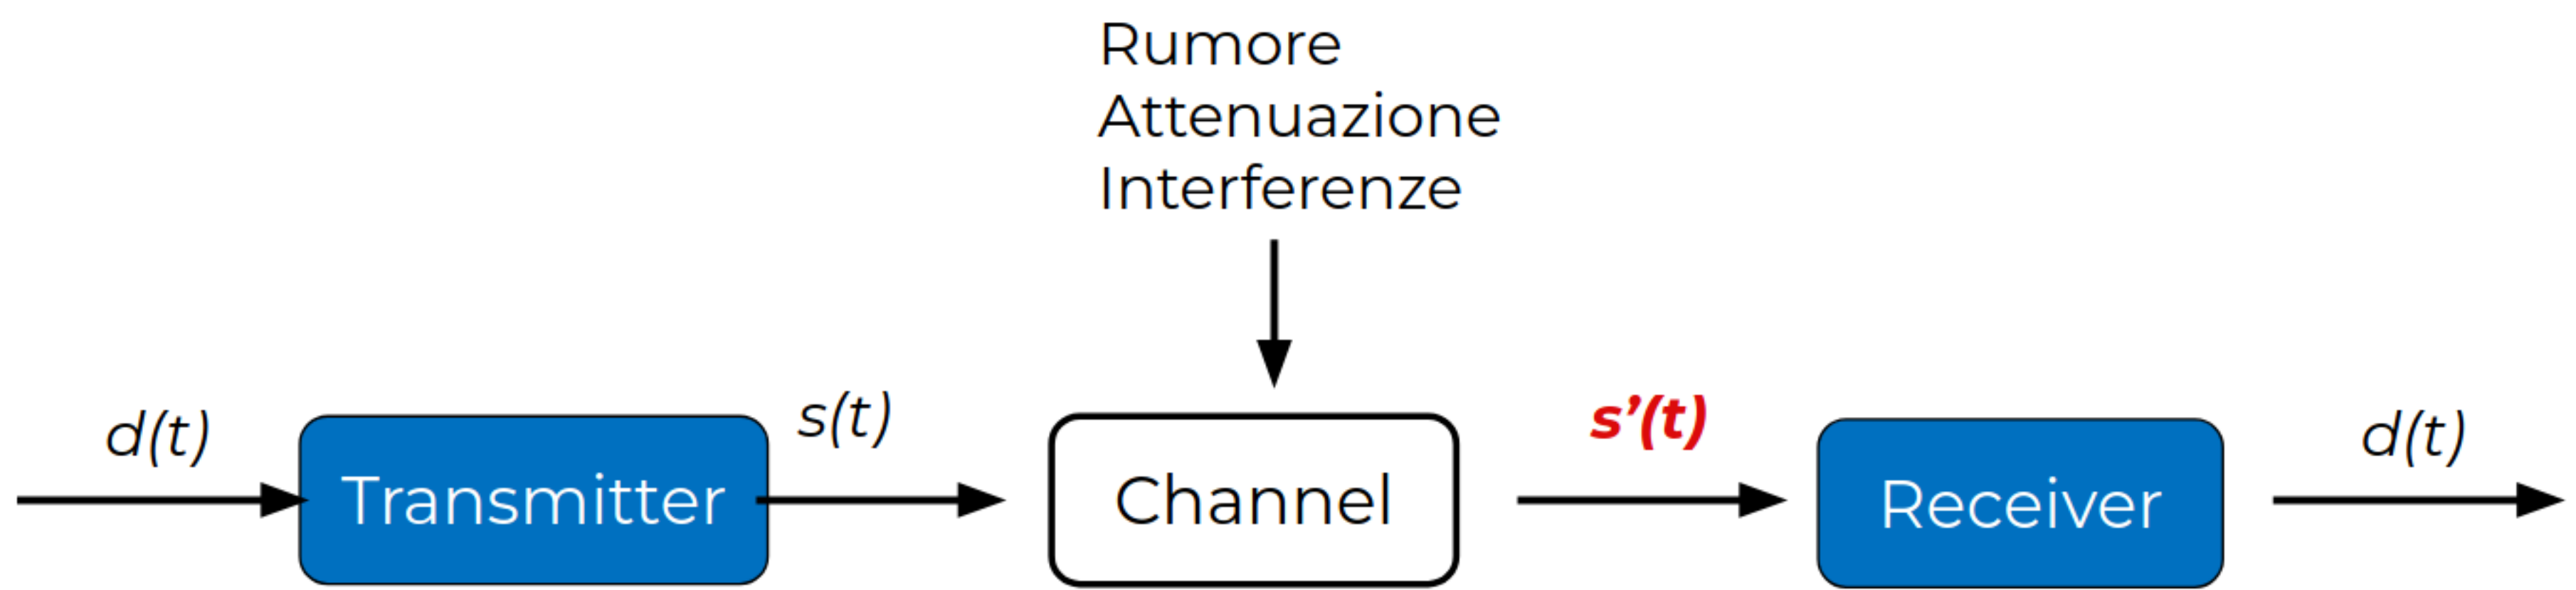 Rumore
Attenuazione
Interferenze
d(t)
s(t)
s’(t)
d(t)
Transmitter
Channel
Receiver